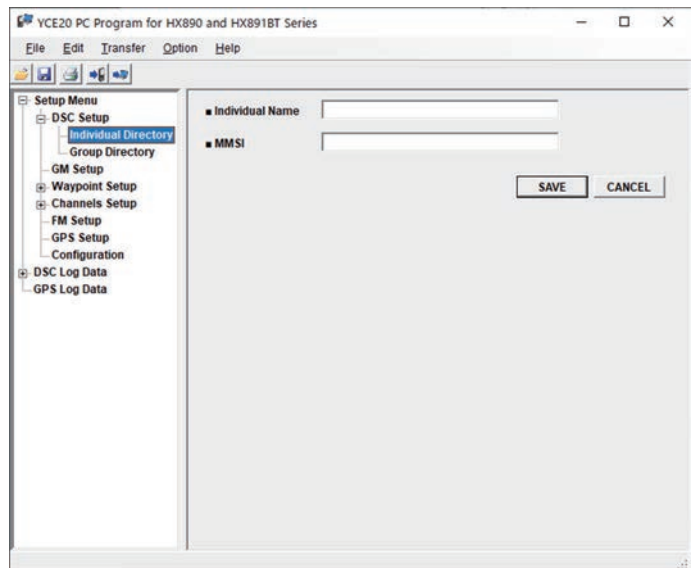 YCE20 PC Program for HX890 and HX891BT Series
File Edit Transfer Option Help
Setup Menu
DSC Setup
Individual Directory
Group Directory
GM Setup
Waypoint Setup
Channels Setup
FM Setup
GPS Setup
Configuration
DSC Log Data
GPS Log Data
Individual Name
MMSI
SAVE CANCEL